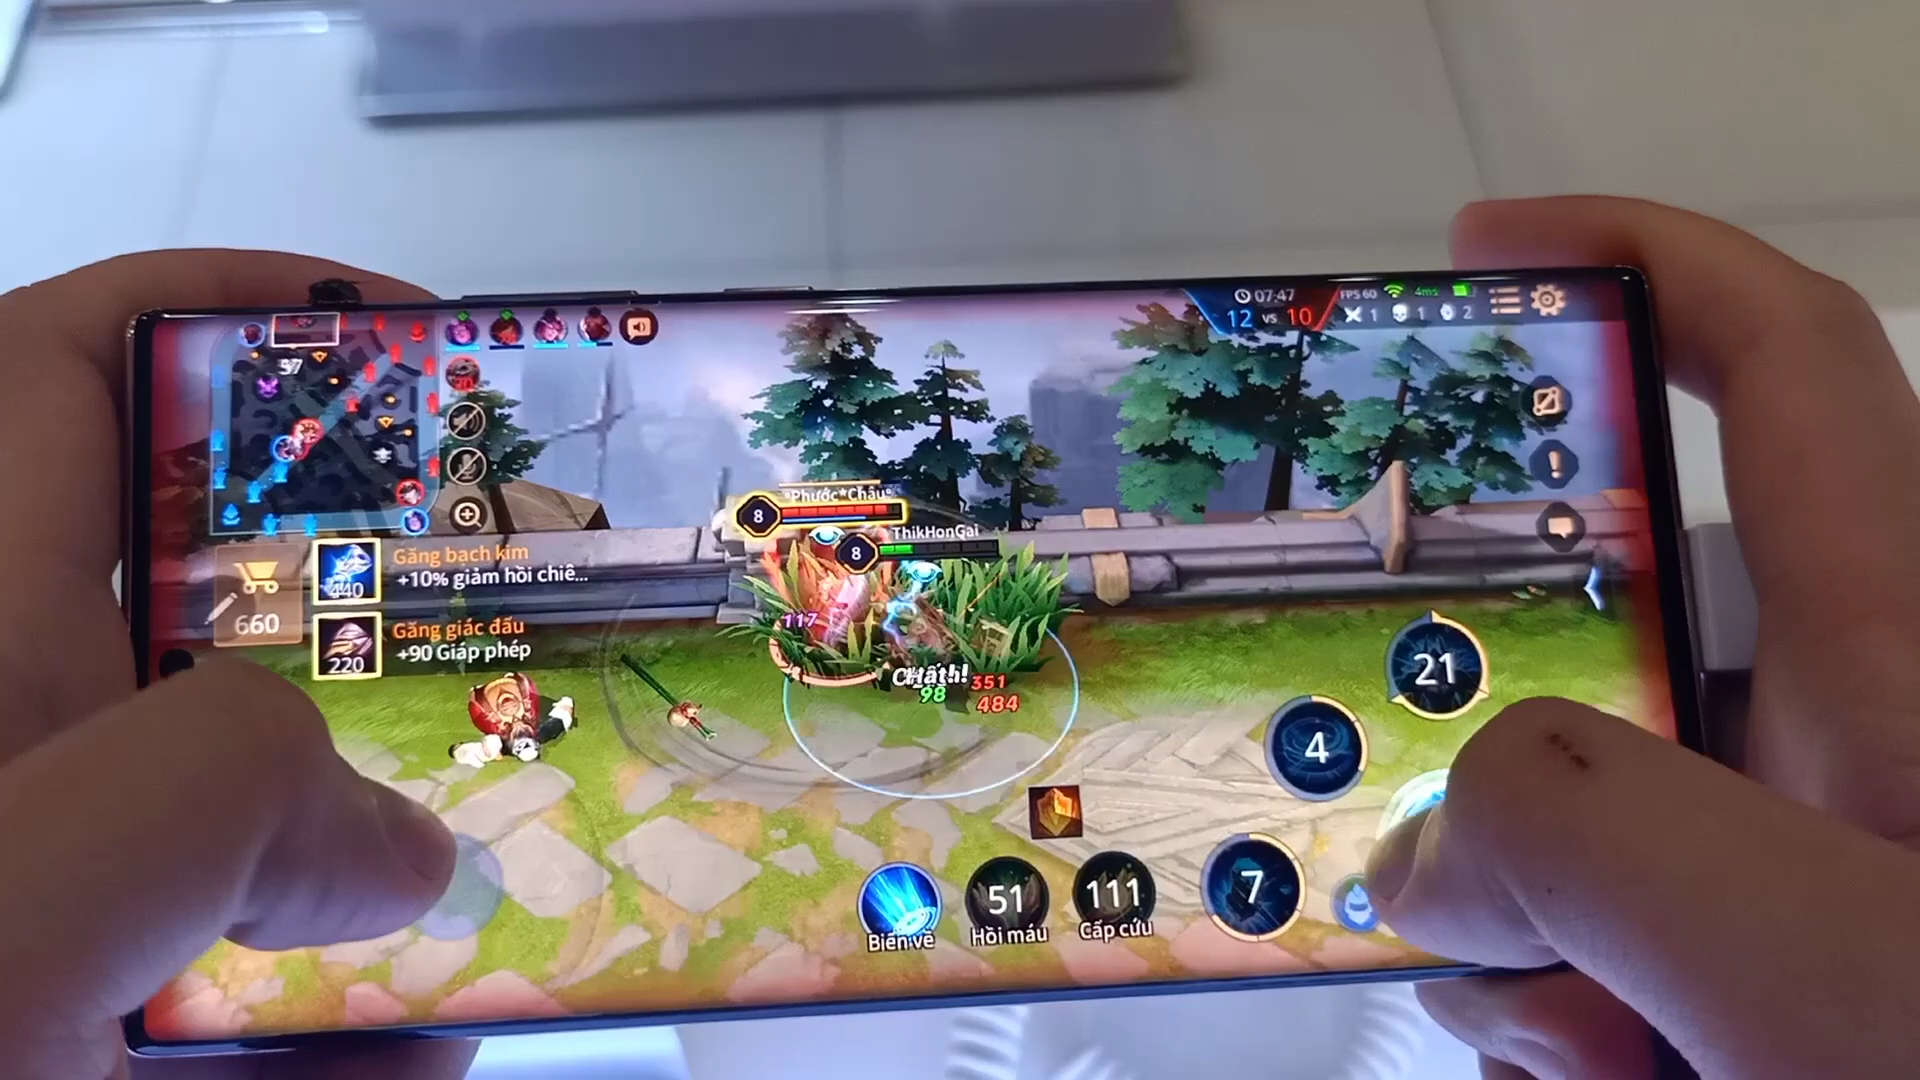 07:47
12 vs 10
FPS 60
4ms
1
1
2
57
20
*Phước*Châu*
8
ThikHonGai
8
Găng bạch kim
+10% giảm hồi chiê...
440
660
Găng giác đấu
+90 Giáp phép
220
117
98
351
484
21
4
7
51
111
Biến về
Hồi máu
Cấp cứu